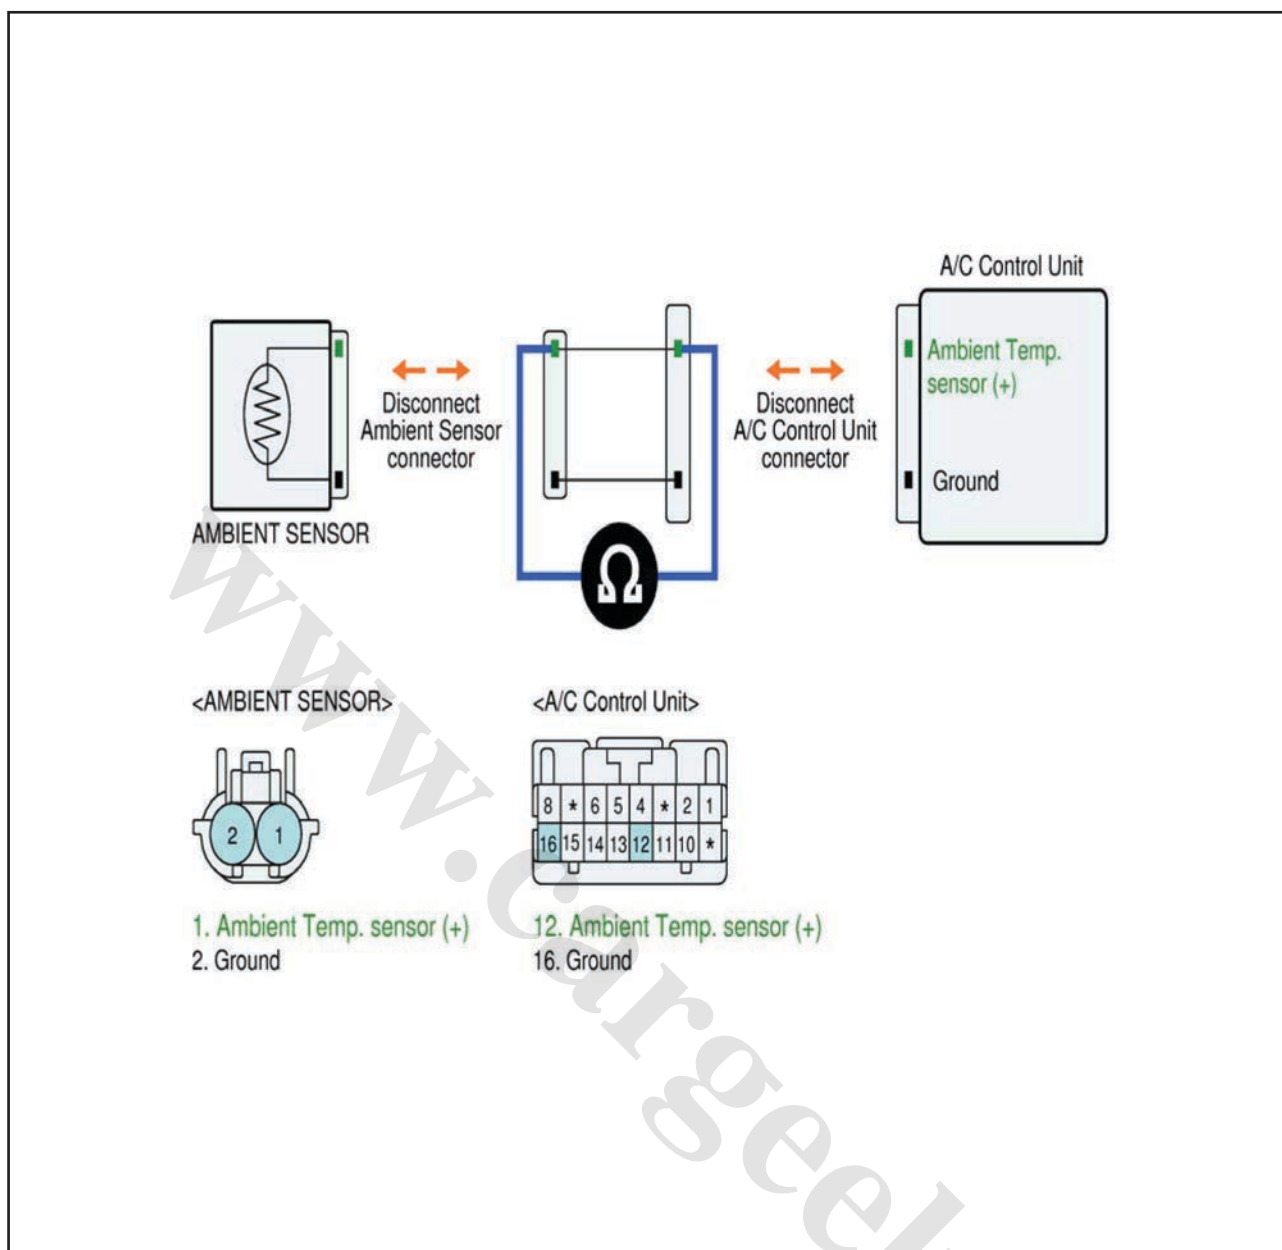 A/C Control Unit
Ambient Temp.
sensor (+)
Disconnect
Ambient Sensor
connector
Disconnect
A/C Control Unit
connector
Ground
AMBIENT SENSOR
Ω
<AMBIENT SENSOR>
<A/C Control Unit>
8 * 6 5 4 * 2 1
2 1
16 15 14 13 12 11 10 *
1. Ambient Temp. sensor (+)
2. Ground
12. Ambient Temp. sensor (+)
16. Ground
www.cargeek